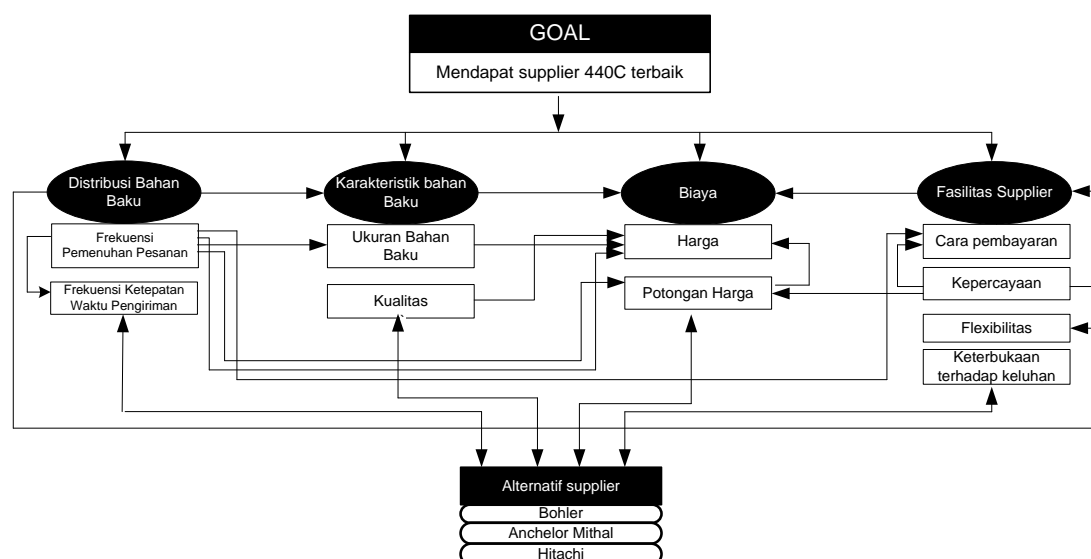 GOAL
Mendapat supplier 440C terbaik
Distribusi Bahan
Baku
Karakteristik bahan
Baku
Biaya
Fasilitas Supplier
Frekuensi
Pemenuhan Pesanan
Frekuensi Ketepatan
Waktu Pengiriman
Ukuran Bahan
Baku
Kualitas
Harga
Potongan Harga
Cara pembayaran
Kepercayaan
Flexibilitas
Keterbukaan
terhadap keluhan
Alternatif supplier
Bohler
Anchelor Mithal
Hitachi